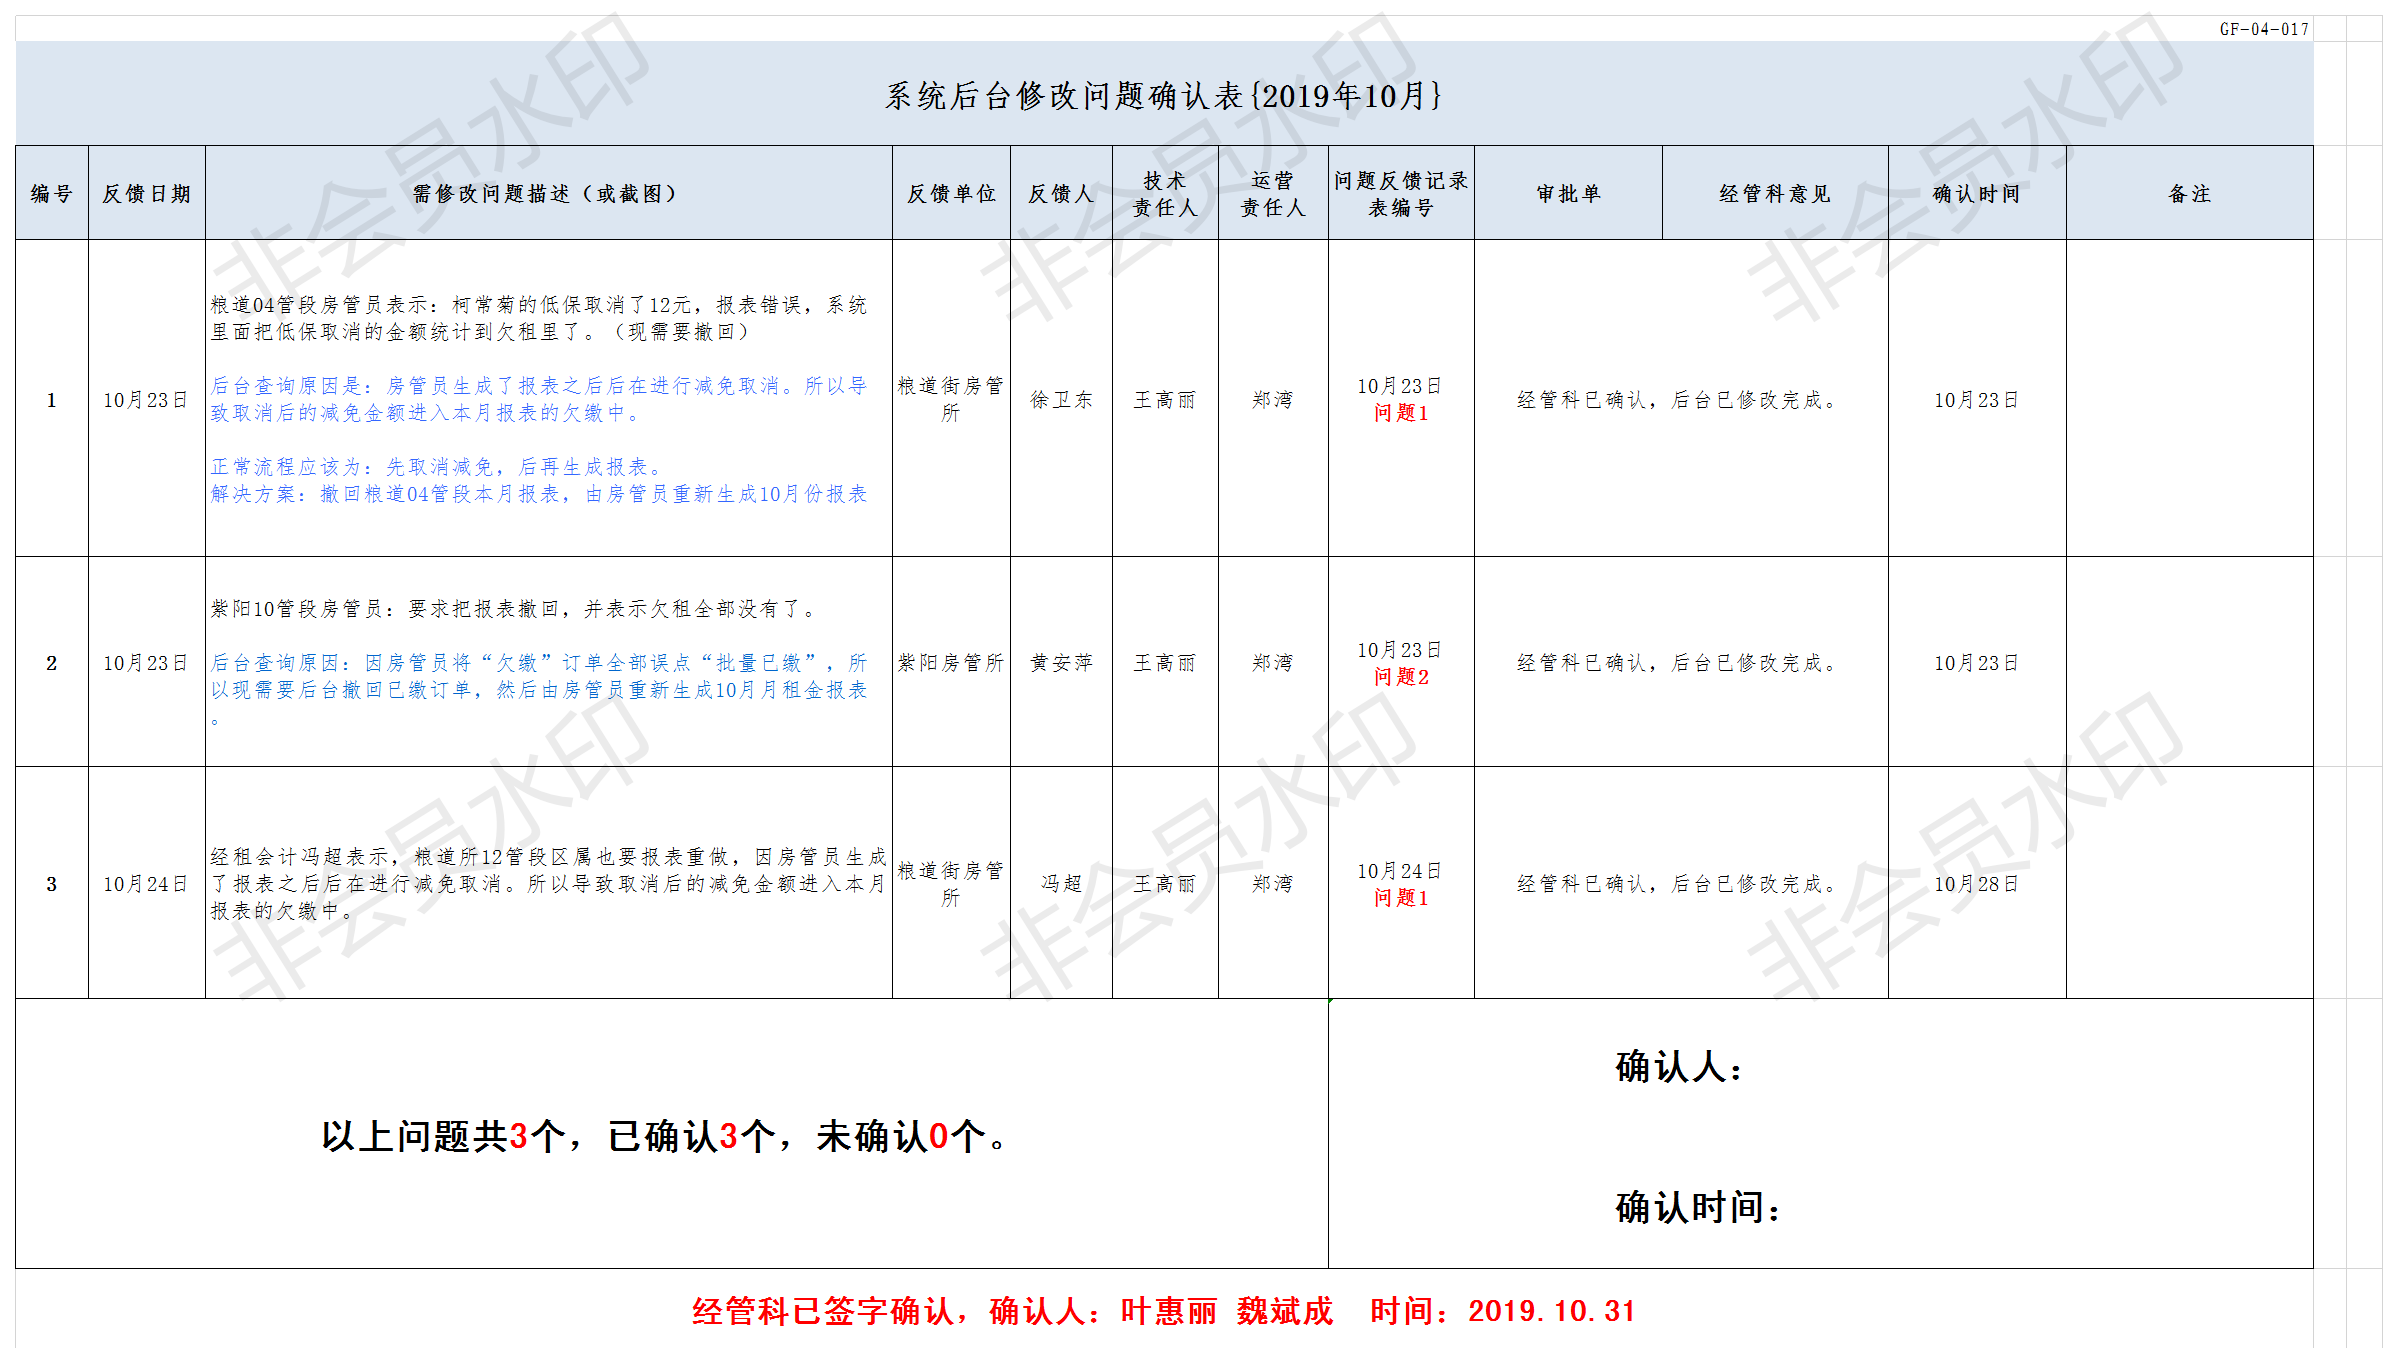 GF-04-017
系统后台修改问题确认表{2019年10月}
编号
反馈日期
需修改问题描述（或截图）
反馈单位
反馈人
技术
责任人
运营
责任人
问题反馈记录
表编号
审批单
经管科意见
确认时间
备注
1
10月23日
粮道04管段房管员表示：柯常菊的低保取消了12元，报表错误，系统
里面把低保取消的金额统计到欠租里了。（现需要撤回）
后台查询原因是：房管员生成了报表之后后在进行减免取消。所以导
致取消后的减免金额进入本月报表的欠缴中。
正常流程应该为：先取消减免，后再生成报表。
解决方案：撤回粮道04管段本月报表，由房管员重新生成10月份报表
粮道街房管
所
徐卫东
王高丽
郑湾
10月23日
问题1
经管科已确认，后台已修改完成。
10月23日
2
10月23日
紫阳10管段房管员：要求把报表撤回，并表示欠租全部没有了。
后台查询原因：因房管员将“欠缴”订单全部误点“批量已缴”，所
以现需要后台撤回已缴订单，然后由房管员重新生成10月月租金报表
。
紫阳房管所
黄安萍
王高丽
郑湾
10月23日
问题2
经管科已确认，后台已修改完成。
10月23日
3
10月24日
经租会计冯超表示，粮道所12管段区属也要报表重做，因房管员生成
了报表之后后在进行减免取消。所以导致取消后的减免金额进入本月
报表的欠缴中。
粮道街房管
所
冯超
王高丽
郑湾
10月24日
问题1
经管科已确认，后台已修改完成。
10月28日
以上问题共3个，已确认3个，未确认0个。
确认人：
确认时间：
经管科已签字确认，确认人：叶惠丽 魏斌成 时间：2019.10.31
非会员水印
非会员水印
非会员水印
非会员水印
非会员水印
非会员水印